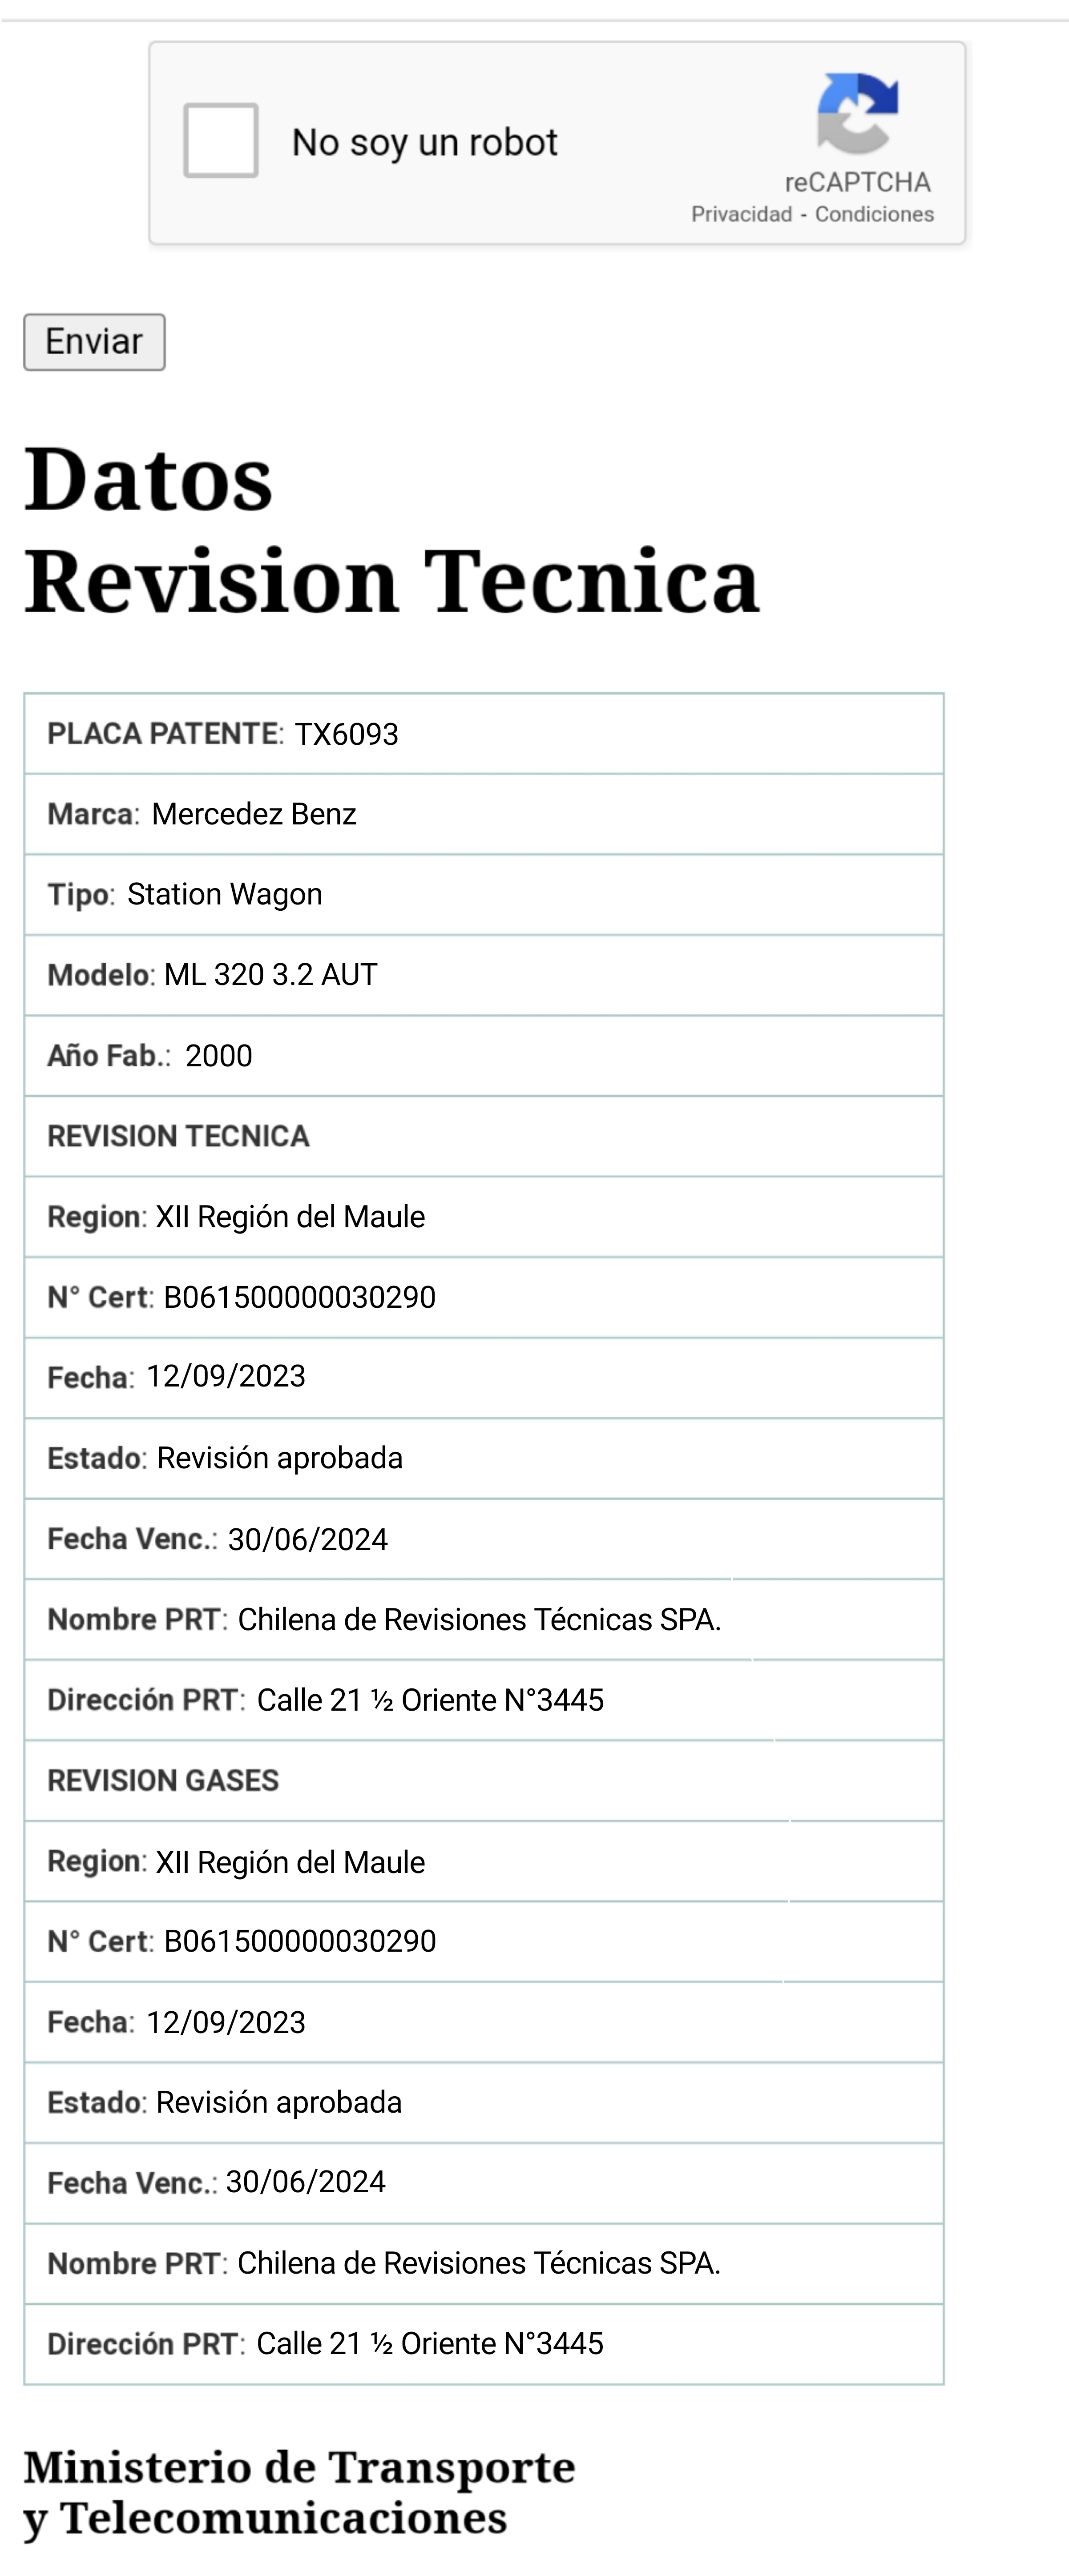 No soy un robot
reCAPTCHA
Privacidad - Condiciones
Enviar
Datos
Revision Tecnica
PLACA PATENTE: TX6093
Marca: Mercedez Benz
Tipo: Station Wagon
Modelo: ML 320 3.2 AUT
Año Fab.: 2000
REVISION TECNICA
Region: XII Región del Maule
N° Cert: B061500000030290
Fecha: 12/09/2023
Estado: Revisión aprobada
Fecha Venc.: 30/06/2024
Nombre PRT: Chilena de Revisiones Técnicas SPA.
Dirección PRT: Calle 21 ½ Oriente N°3445
REVISION GASES
Region: XII Región del Maule
N° Cert: B061500000030290
Fecha: 12/09/2023
Estado: Revisión aprobada
Fecha Venc.: 30/06/2024
Nombre PRT: Chilena de Revisiones Técnicas SPA.
Dirección PRT: Calle 21 ½ Oriente N°3445
Ministerio de Transporte
y Telecomunicaciones